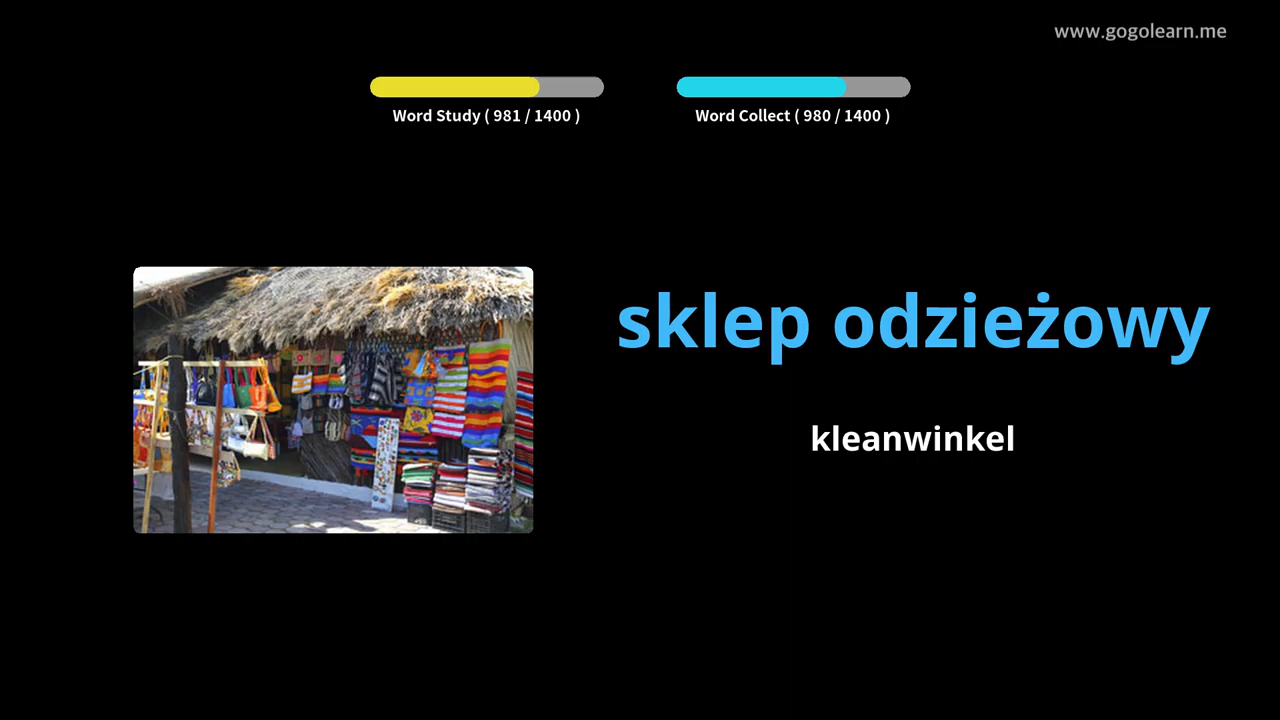 www.gogolearn.me
Word Study ( 981 / 1400 )
Word Collect ( 980 / 1400 )
sklep odzieżowy
kleanwinkel